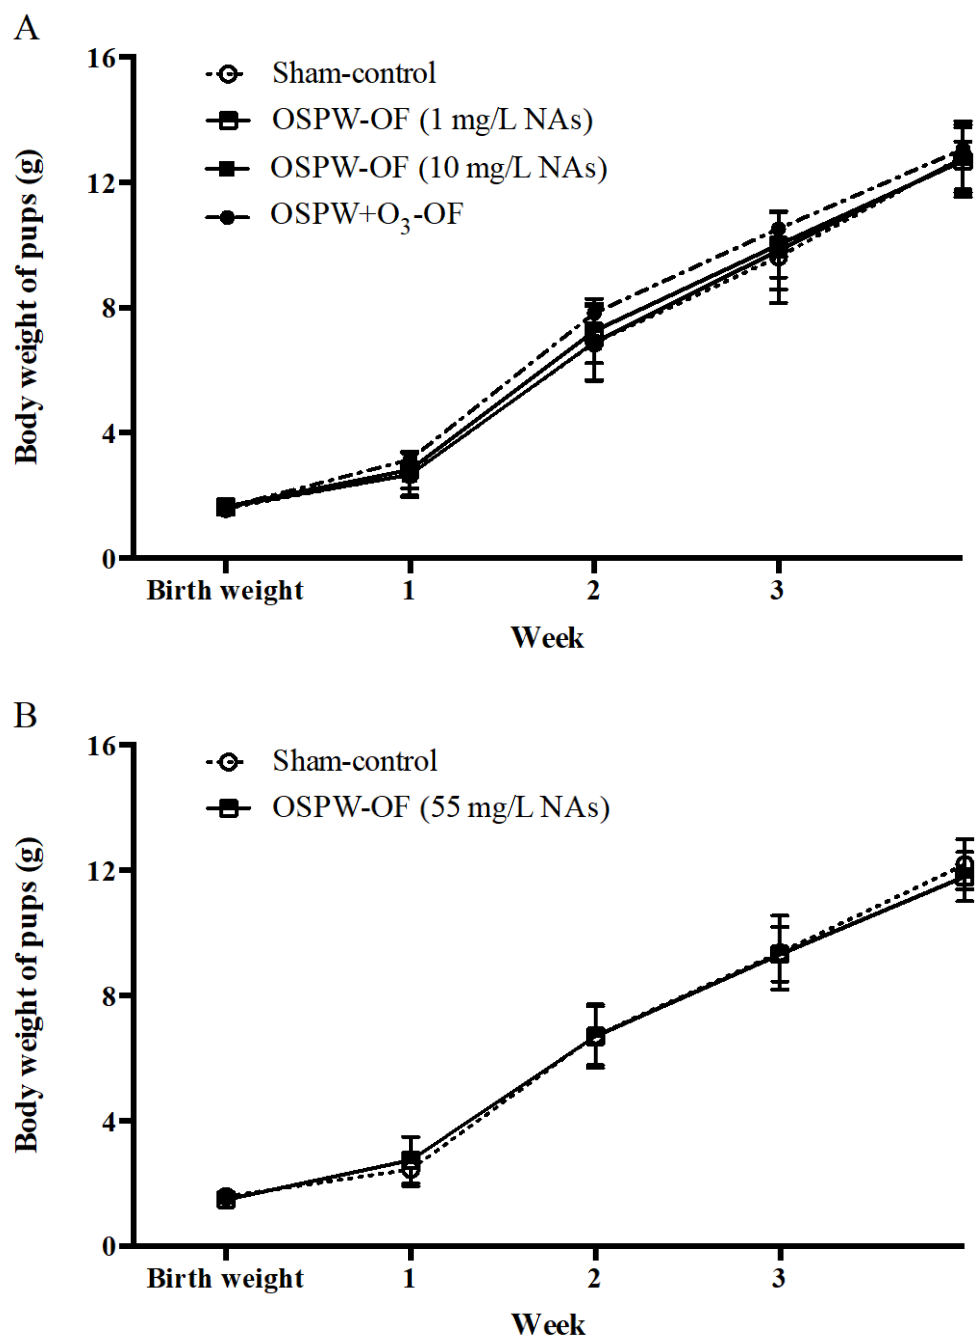 A
16
12
8
4
0
Body weight of pups (g)
Sham-control
OSPW-OF (1 mg/L NAs)
OSPW-OF (10 mg/L NAs)
OSPW+O₃-OF
Birth weight 1 2 3
Week
B
16
12
8
4
0
Body weight of pups (g)
Sham-control
OSPW-OF (55 mg/L NAs)
Birth weight 1 2 3
Week